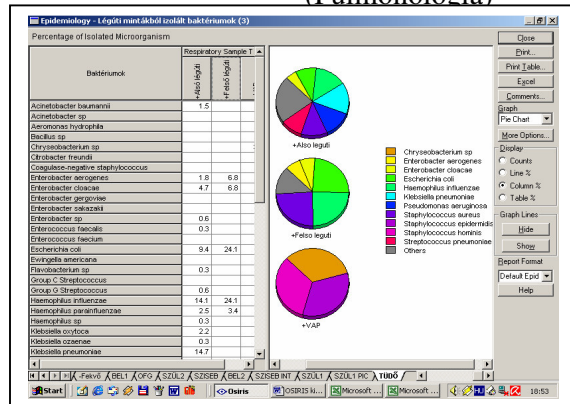 (Pulmonológia)
Epidemiology - Légúti mintákból izolált baktériumok (3)
Percentage of Isolated Microorganism
Respiratory Sample T
Baktériumok
+Alsó légúti
+Felső légúti
Acinetobacter baumannii 1.5
Acinetobacter sp
Aeromonas hydrophila
Bacillus sp
Chryseobacterium sp
Citrobacter freundii
Coagulase-negative staphylococcus
Enterobacter aerogenes 1.8 6.8
Enterobacter cloacae 4.7 6.8
Enterobacter gergoviae
Enterobacter sakazakii
Enterobacter sp 0.6
Enterococcus faecalis 0.3
Enterococcus faecium
Escherichia coli 9.4 24.1
Ewingella americana
Flavobacterium sp 0.3
Group C Streptococcus
Group G Streptococcus 0.6
Haemophilus influenzae 14.1 24.1
Haemophilus parainfluenzae 2.5 3.4
Haemophilus sp 0.3
Klebsiella oxytoca 2.2
Klebsiella ozaenae 0.3
Klebsiella pneumoniae 14.7
+Also leguti
+Felso leguti
+VAP
Chryseobacterium sp
Enterobacter aerogenes
Enterobacter cloacae
Escherichia coli
Haemophilus influenzae
Klebsiella pneumoniae
Pseudomonas aeruginosa
Staphylococcus aureus
Staphylococcus epidermidis
Staphylococcus hominis
Streptococcus pneumoniae
Others
Close
Print...
Print Table...
Excel
Comments...
Graph
Pie Chart
More Options...
Display
Counts
Line %
Column %
Table %
Graph Lines
Hide
Show
Report Format
Default Epid
Help
-Fekvő BEL1 OFG SZÜL2 SZISEB BEL2 SZISEB INT SZÜL1 SZÜL1 PIC TÜDŐ
Start Osiris OSIRIS ki... Microsoft ... Microsoft ... HU 18:53